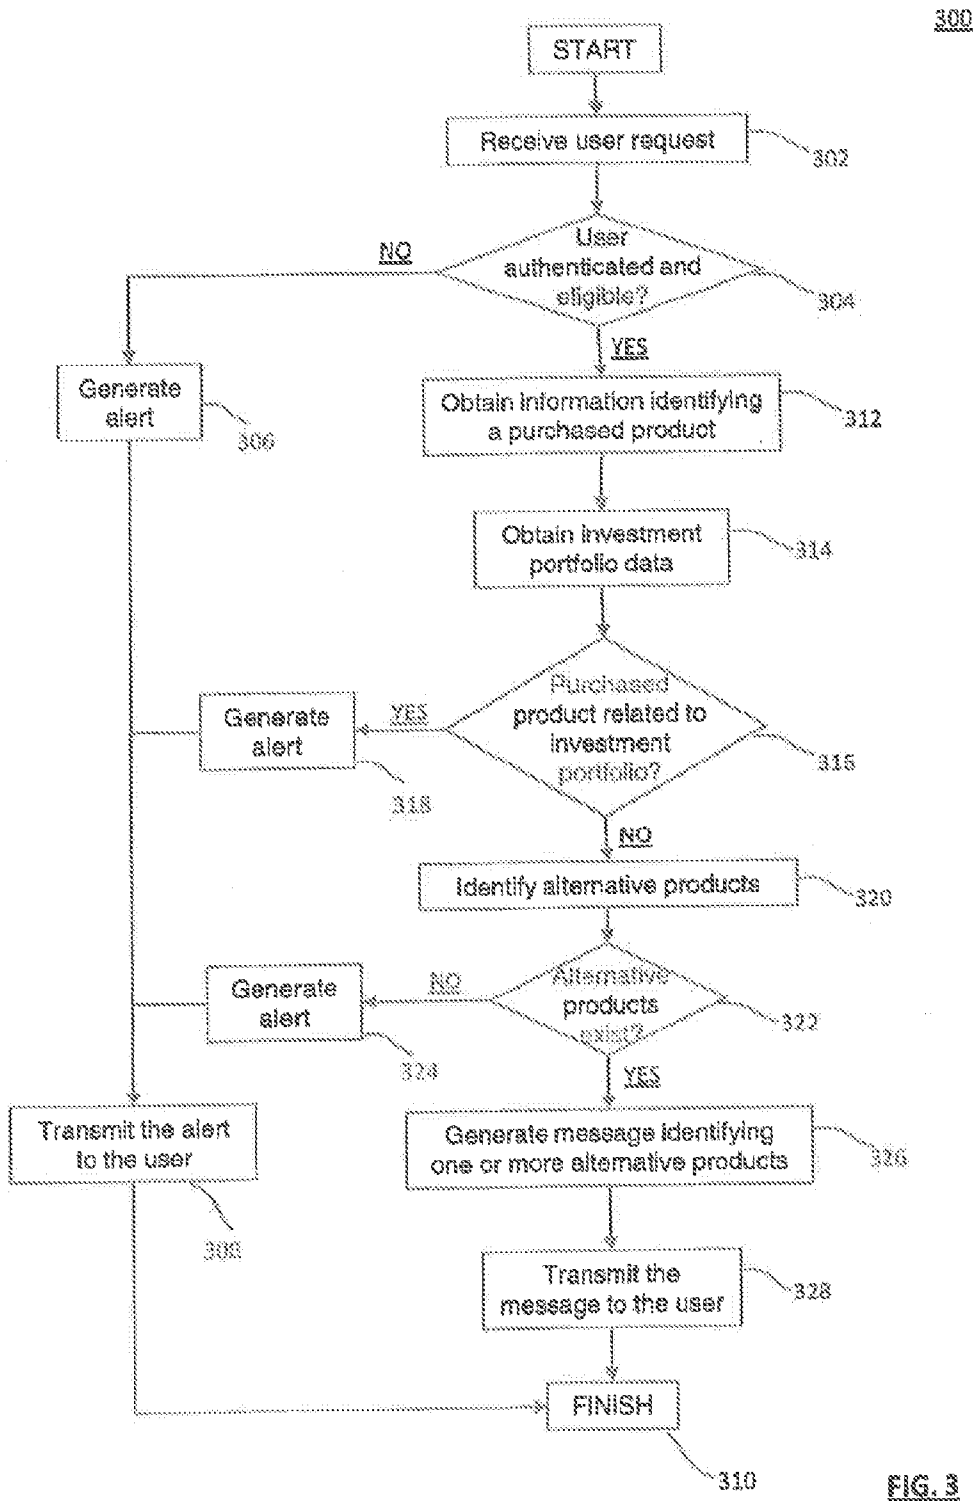 300
START
Receive user request
302
User
authenticated and
eligible?
304
NO
YES
Generate
alert
306
Obtain information identifying
a purchased product
312
Obtain investment
portfolio data
314
Purchased
product related to
investment
portfolio?
316
YES
Generate
alert
318
NO
Identify alternative products
320
Alternative
products
exist?
322
NO
Generate
alert
324
YES
Transmit the alert
to the user
308
Generate message identifying
one or more alternative products
326
Transmit the
message to the user
328
FINISH
310
FIG. 3